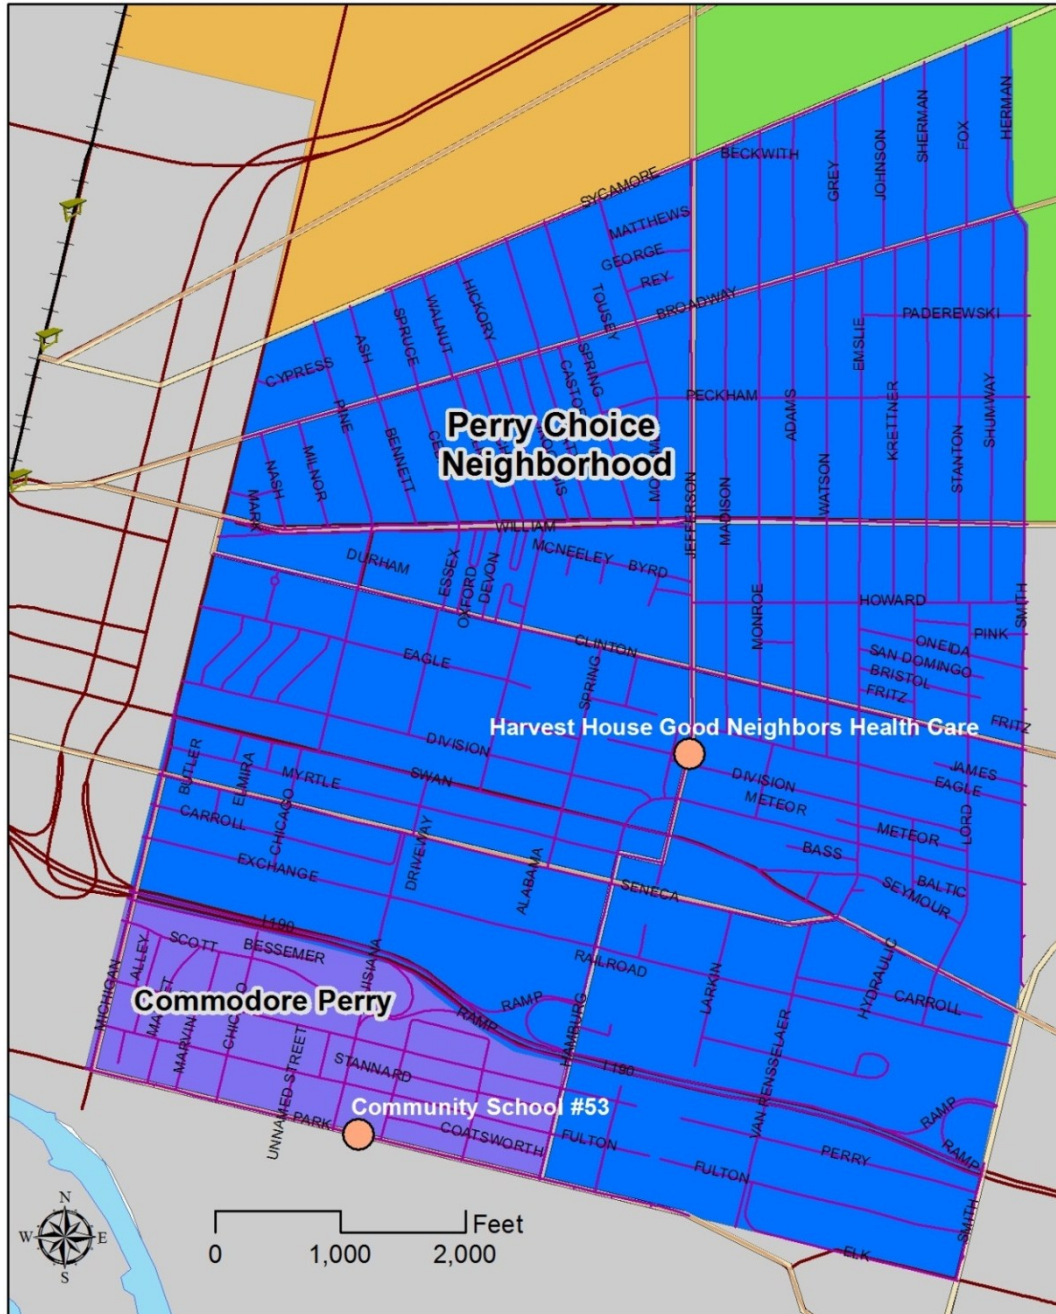 HERMAN
FOX
SHERMAN
JOHNSON
GREY
BECKWITH
SYCAMORE
MATTHEWS
GEORGE
REY
BROADWAY
TOUSEY
HICKORY
WALNUT
SPRUCE
ASH
CYPRESS
PADEREWSKI
EMSLIE
SPRING
PECKHAM
ADAMS
KRETTNER
SHUMWAY
STANTON
PINE
BENNETT
Perry Choice
Neighborhood
NASH
MILNOR
MARK
WATSON
MADISON
JEFFERSON
WILLIAM
DURHAM
MCNEELEY
BYRD
ESSEX
OXFORD
DEVON
HOWARD
SMITH
PINK
ONEIDA
SAN DOMINGO
BRISTOL
FRITZ
FRITZ
MONROE
CLINTON
EAGLE
SPRING
Harvest House Good Neighbors Health Care
DIVISION
DIVISION
JAMES
EAGLE
SWAN
MYRTLE
BUTLER
ELMIRA
CHICAGO
CARROLL
METEOR
METEOR
LORD
BASS
BALTIC
SEYMOUR
EXCHANGE
DRIVEWAY
ALABAMA
SENECA
I 190
SCOTT
BESSEMER
ALLEY
MICHIGAN
RAILROAD
LARKIN
HYDRAULIC
CARROLL
Commodore Perry
RAMP
RAMP
HAMBURG
I 190
VAN RENSSELAER
STANNARD
UNNAMED STREET
Community School #53
PARK
COATSWORTH
FULTON
FULTON
PERRY
RAMP
RAMP
SMITH
ELK
N
W
E
S
Feet
0
1,000
2,000